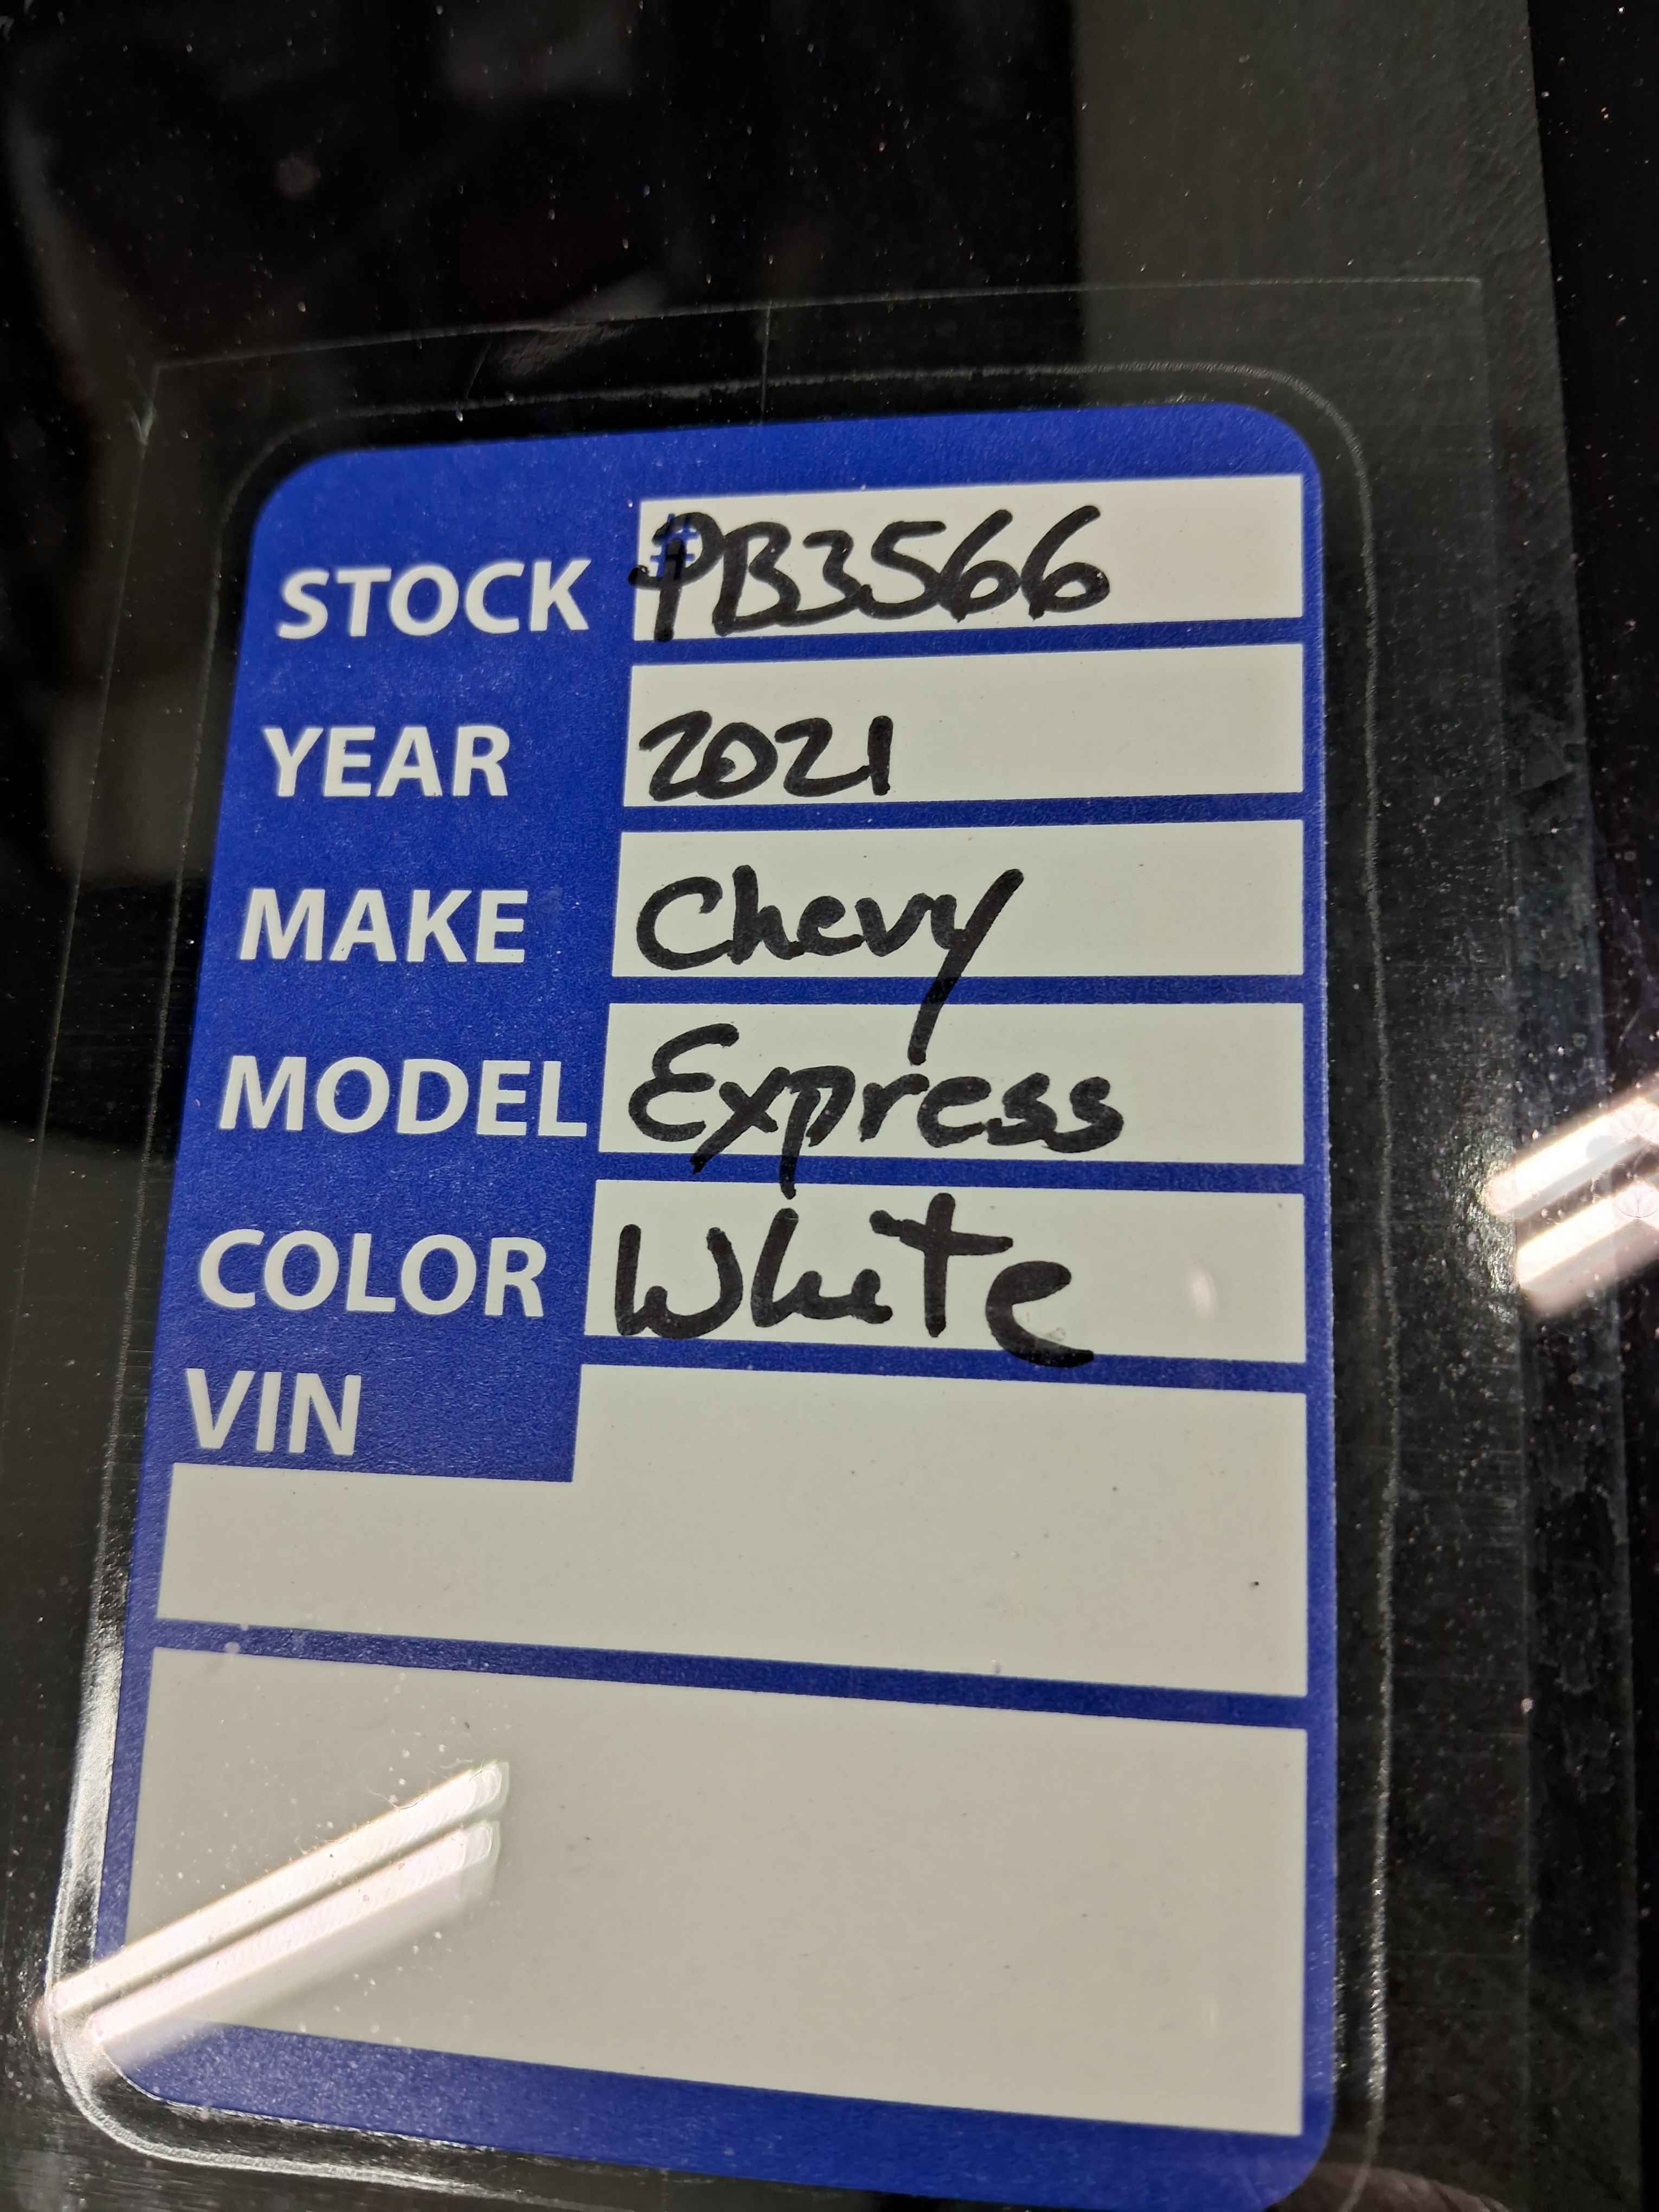 STOCK #PB3566
YEAR 2021
MAKE Chevy
MODEL Express
COLOR White
VIN